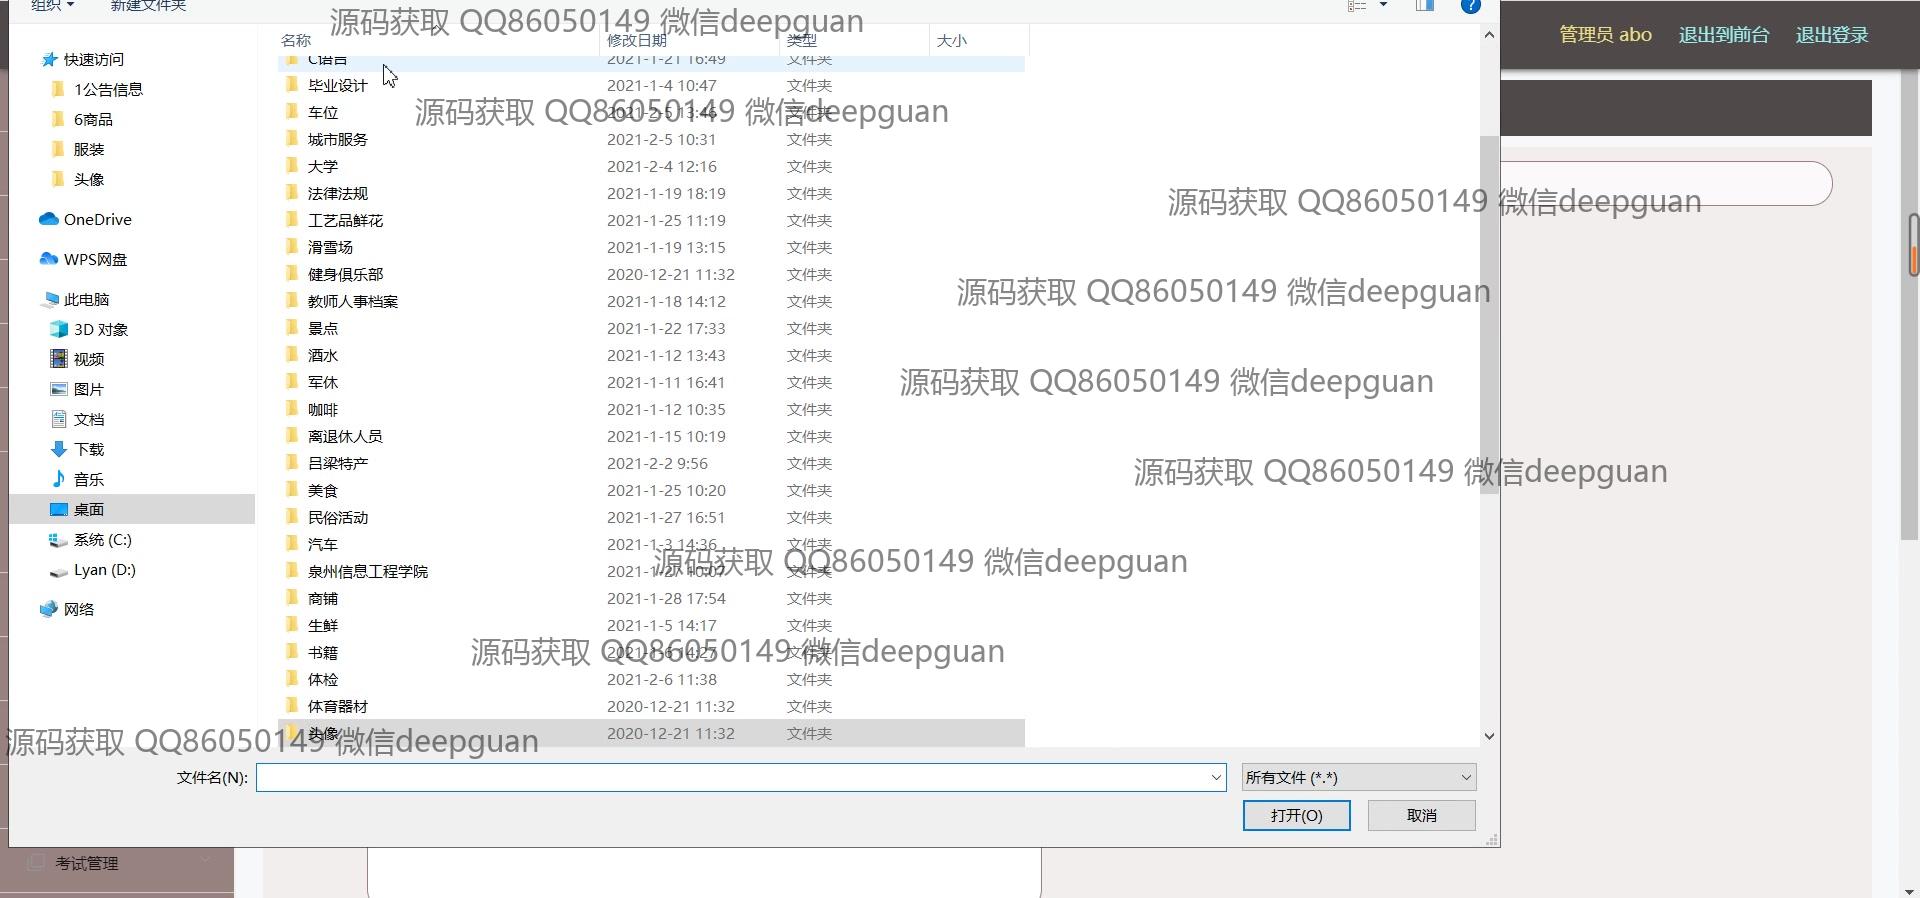 组织 新建文件夹
源码获取 QQ86050149 微信deepguan
管理员 abo 退出到前台 退出登录
名称 修改日期 类型 大小
快速访问
1公告信息
6商品
服装
头像
OneDrive
WPS网盘
此电脑
3D 对象
视频
图片
文档
下载
音乐
桌面
系统 (C:)
Lyan (D:)
网络
C语言 2021-1-21 16:49 文件夹
毕业设计 2021-1-4 10:47 文件夹
源码获取 QQ86050149 微信deepguan
车位 2021-2-5 13:46 文件夹
城市服务 2021-2-5 10:31 文件夹
大学 2021-2-4 12:16 文件夹
法律法规 2021-1-19 18:19 文件夹
源码获取 QQ86050149 微信deepguan
工艺品鲜花 2021-1-25 11:19 文件夹
滑雪场 2021-1-19 13:15 文件夹
健身俱乐部 2020-12-21 11:32 文件夹
源码获取 QQ86050149 微信deepguan
教师人事档案 2021-1-18 14:12 文件夹
景点 2021-1-22 17:33 文件夹
酒水 2021-1-12 13:43 文件夹
军休 2021-1-11 16:41 文件夹
源码获取 QQ86050149 微信deepguan
咖啡 2021-1-12 10:35 文件夹
离退休人员 2021-1-15 10:19 文件夹
吕梁特产 2021-2-2 9:56 文件夹
源码获取 QQ86050149 微信deepguan
美食 2021-1-25 10:20 文件夹
民俗活动 2021-1-27 16:51 文件夹
汽车 2021-1-3 14:36 文件夹
源码获取 QQ86050149 微信deepguan
泉州信息工程学院 2021-1-27 10:07 文件夹
商铺 2021-1-28 17:54 文件夹
生鲜 2021-1-5 14:17 文件夹
书籍 2021-1-6 14:27 文件夹
源码获取 QQ86050149 微信deepguan
体检 2021-2-6 11:38 文件夹
体育器材 2020-12-21 11:32 文件夹
头像 2020-12-21 11:32 文件夹
源码获取 QQ86050149 微信deepguan
文件名(N): 所有文件 (*.*)
打开(O) 取消
考试管理